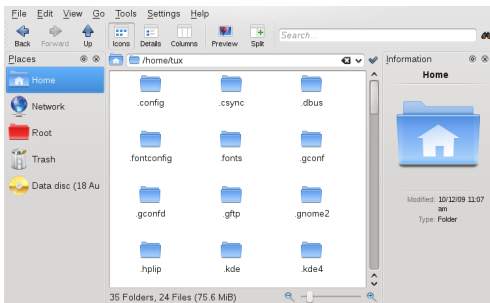 File Edit View Go Tools Settings Help
Back Forward Up Icons Details Columns Preview Split Search...
Places
/home/tux
Information
Home
Home
.config .csync .dbus
Network
Root
.fontconfig .fonts .gconf
Trash
Data disc (18 Au
.gconfd .gftp .gnome2
Modified: 10/12/09 11:07
am
Type: Folder
.hplip .kde .kde4
35 Folders, 24 Files (75.6 MiB)